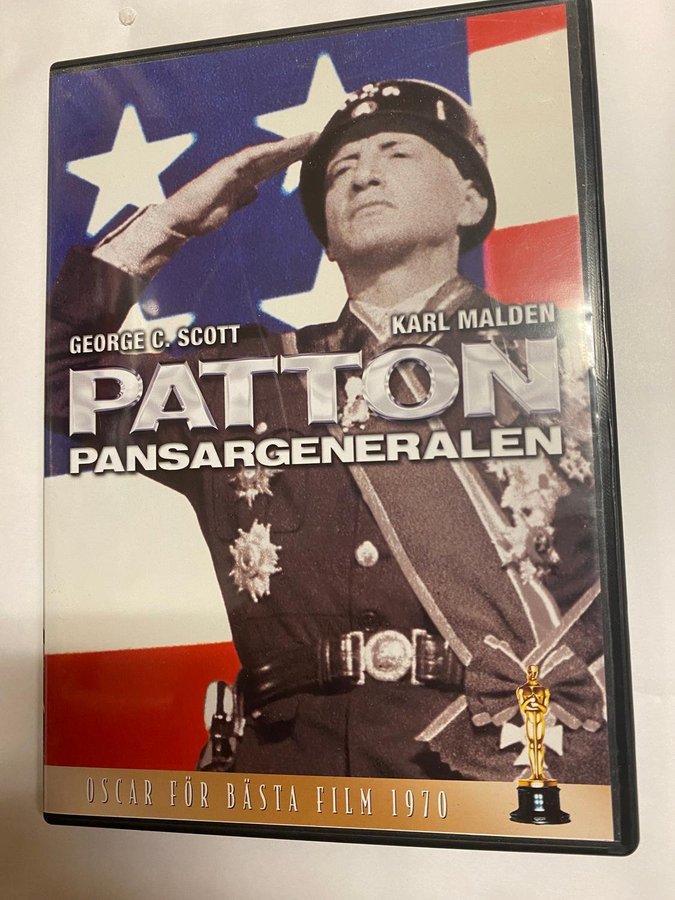 GEORGE C. SCOTT
KARL MALDEN
PATTON
PANSARGENERALEN
OSCAR FÖR BÄSTA FILM 1970